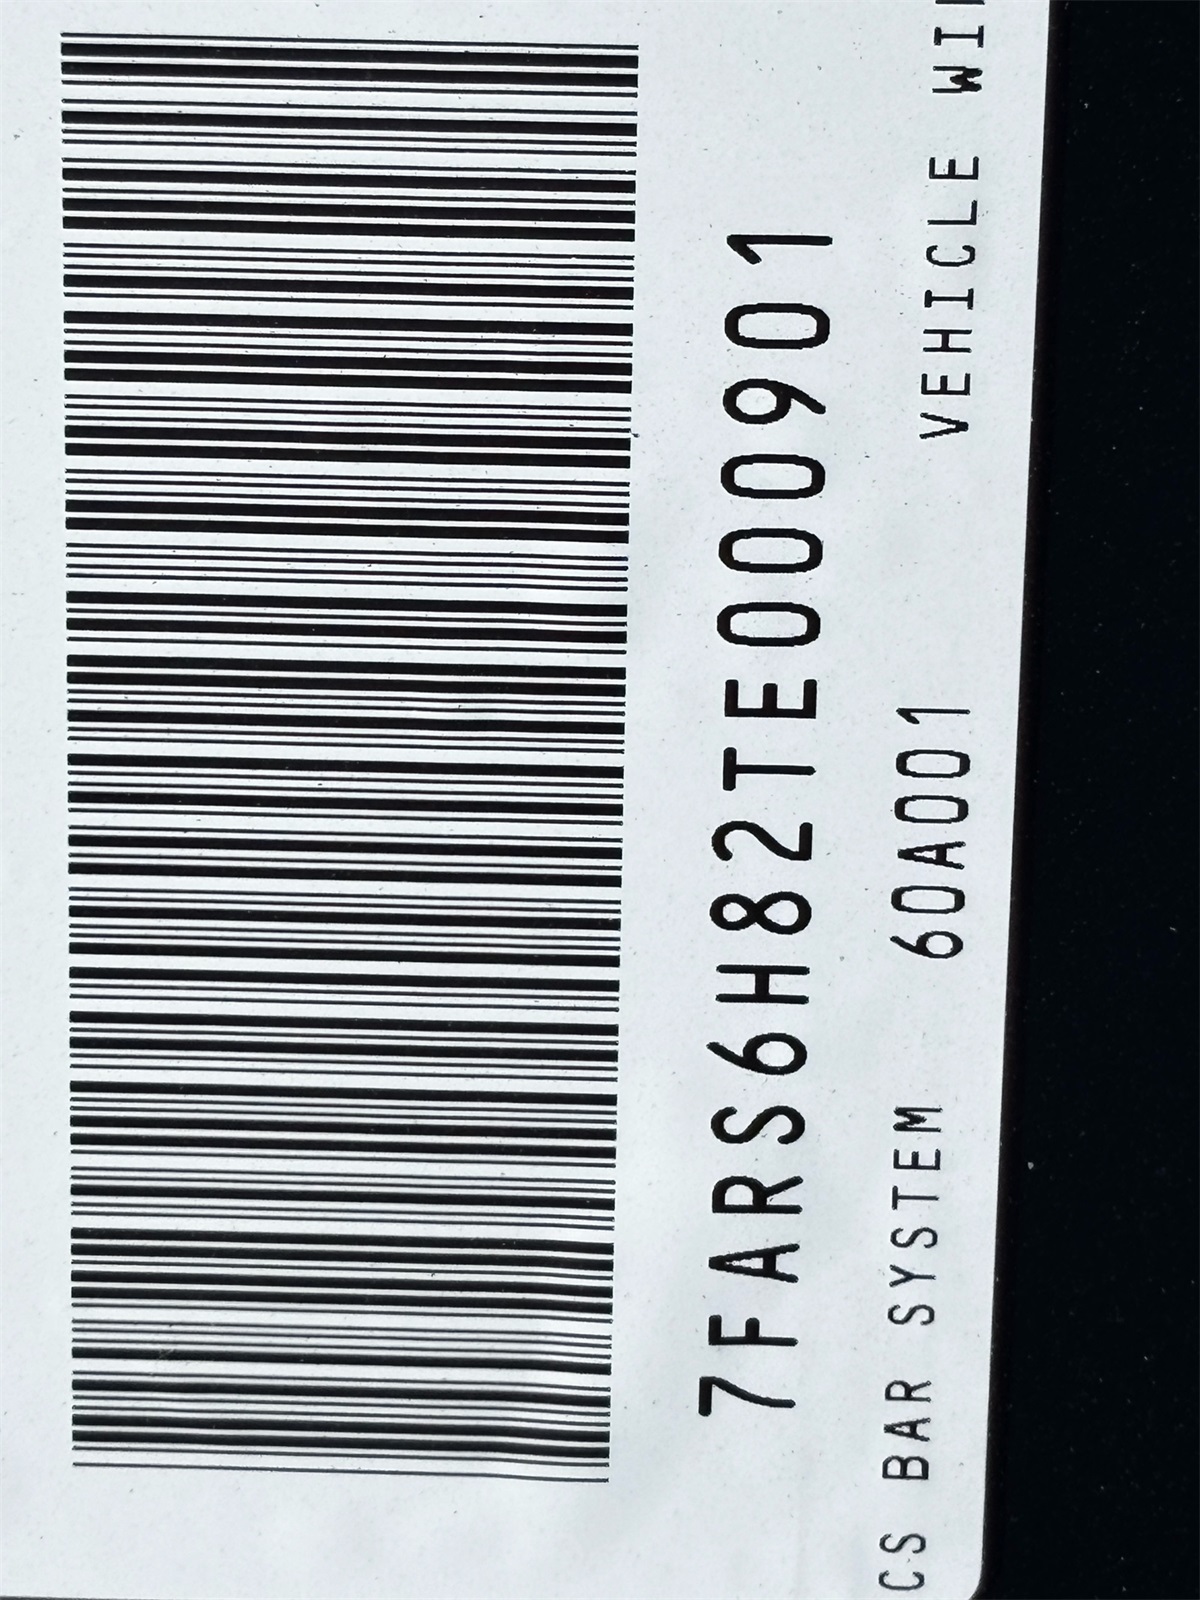 7FARS6H82TE000901
CS BAR SYSTEM 60A001 VEHICLE